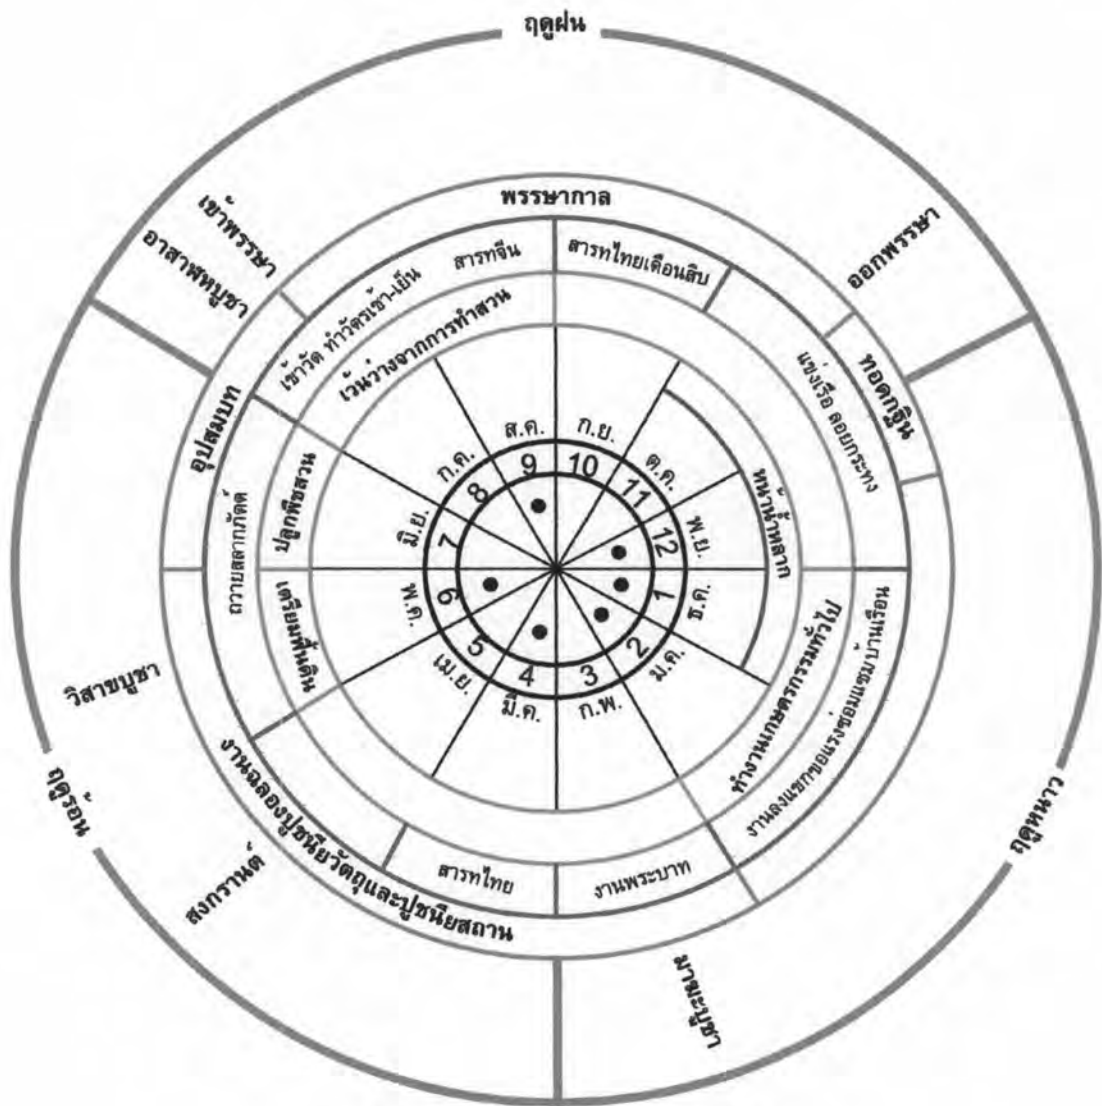 ฤดูฝน
เข้าพรรษา
อาสาฬหบูชา
ออกพรรษา
พรรษากาล
อุปสมบท
ทอดกฐิน
เข้าวัด ทำวัตรเช้า-เย็น
สารทจีน
สารทไทยเดือนสิบ
แข่งเรือ ลอยกระทง
เว้นว่างจากการทำสวน
ถวายสลากภัตต์
ปลูกพืชสวน
เตรียมพื้นดิน
หน้าน้ำหลาก
ทำงานเกษตรกรรมทั่วไป
งานลงแขกขอแรงซ่อมแซมบ้านเรือน
ส.ค.
ก.ย.
ต.ค.
พ.ย.
ธ.ค.
ม.ค.
ก.พ.
มี.ค.
เม.ย.
พ.ค.
มิ.ย.
ก.ค.
9
10
11
12
1
2
3
4
5
6
7
8
สารทไทย
งานพระบาท
งานฉลองปูชนียวัตถุและปูชนียสถาน
วิสาขบูชา
ฤดูร้อน
สงกรานต์
มาฆะบูชา
ฤดูหนาว